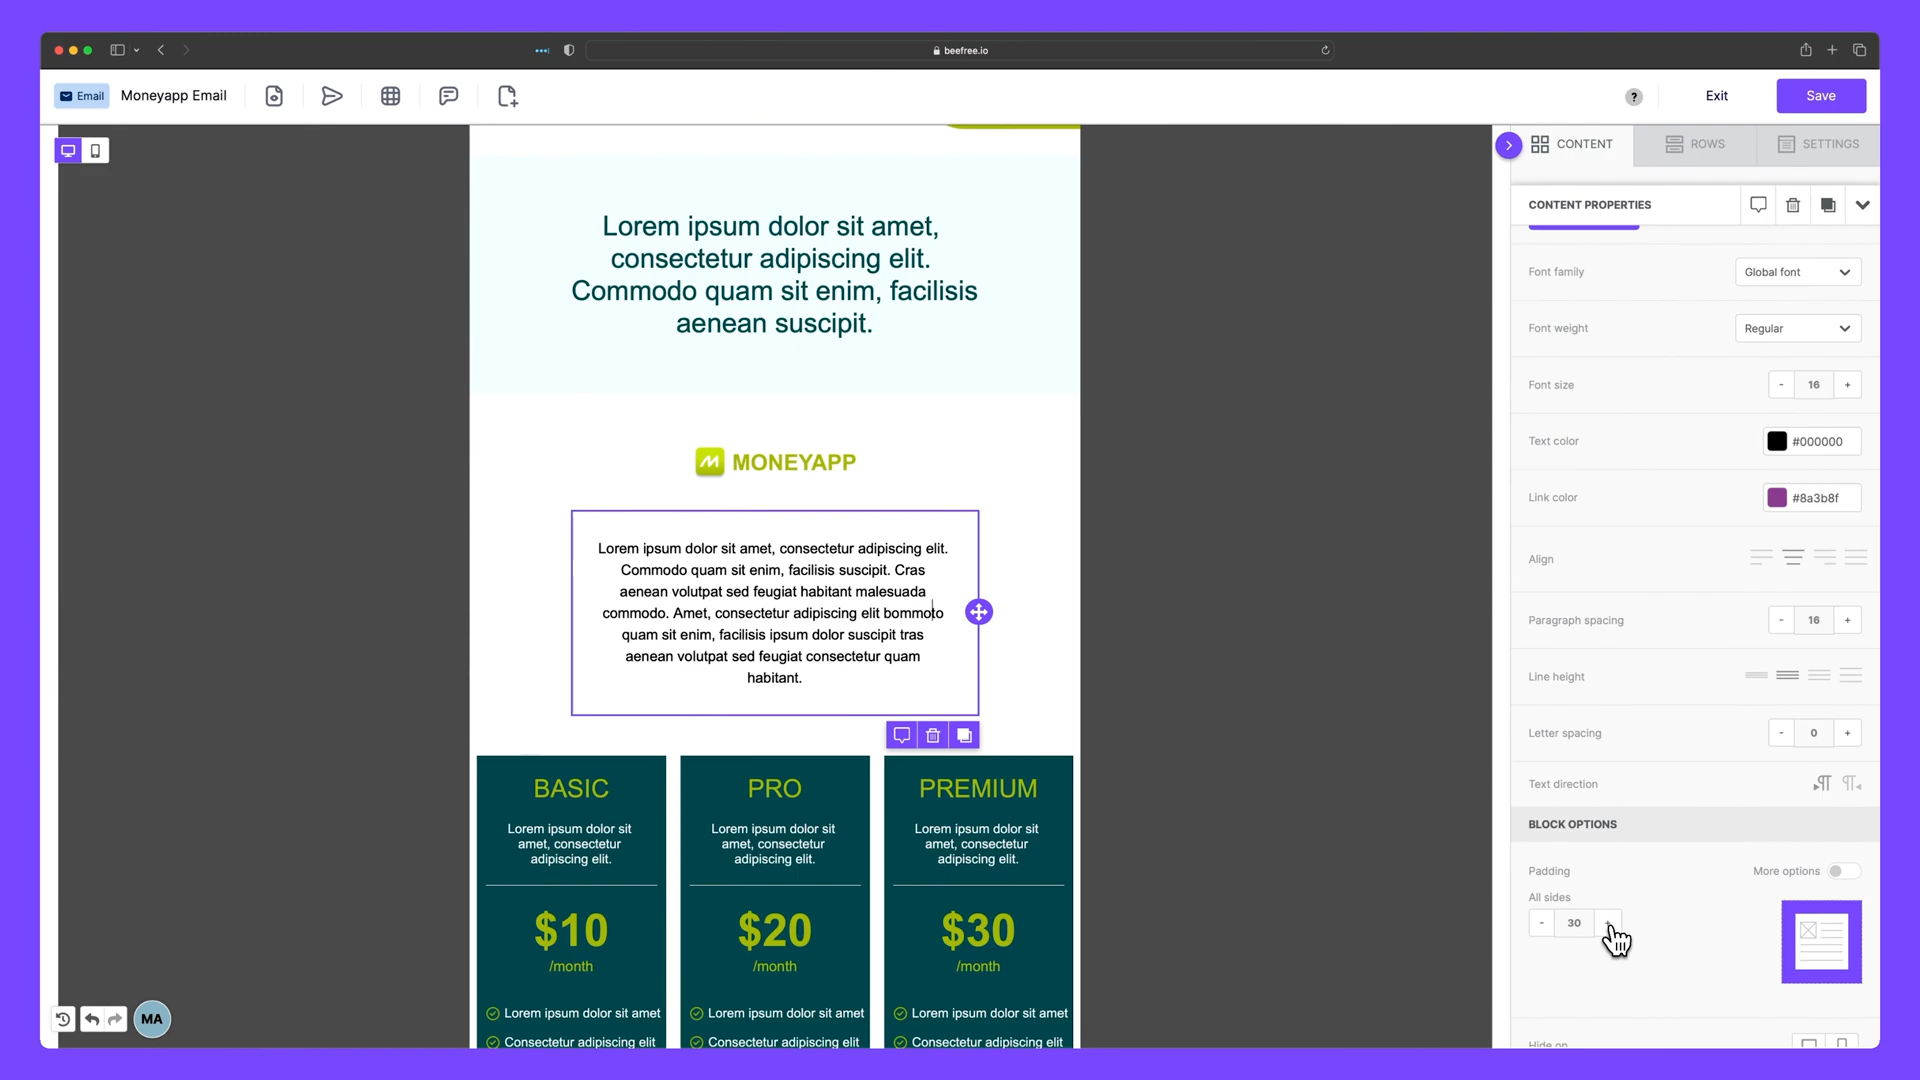 beefree.io
Email
Moneyapp Email
?
Exit
Save
CONTENT
ROWS
SETTINGS
CONTENT PROPERTIES
Font family
Global font
Font weight
Regular
Font size
- 16 +
Text color
#000000
Link color
#8a3b8f
Align
Paragraph spacing
- 16 +
Line height
Letter spacing
- 0 +
Text direction
BLOCK OPTIONS
Padding
More options
All sides
- 30 +
Hide on
Lorem ipsum dolor sit amet,
consectetur adipiscing elit.
Commodo quam sit enim, facilisis
aenean suscipit.
MONEYAPP
Lorem ipsum dolor sit amet, consectetur adipiscing elit.
Commodo quam sit enim, facilisis suscipit. Cras
aenean volutpat sed feugiat habitant malesuada
commodo. Amet, consectetur adipiscing elit bommoto
quam sit enim, facilisis ipsum dolor suscipit tras
aenean volutpat sed feugiat consectetur quam
habitant.
BASIC
Lorem ipsum dolor sit
amet, consectetur
adipiscing elit.
$10
/month
Lorem ipsum dolor sit amet
Consectetur adipiscing elit
PRO
Lorem ipsum dolor sit
amet, consectetur
adipiscing elit.
$20
/month
Lorem ipsum dolor sit amet
Consectetur adipiscing elit
PREMIUM
Lorem ipsum dolor sit
amet, consectetur
adipiscing elit.
$30
/month
Lorem ipsum dolor sit amet
Consectetur adipiscing elit
MA